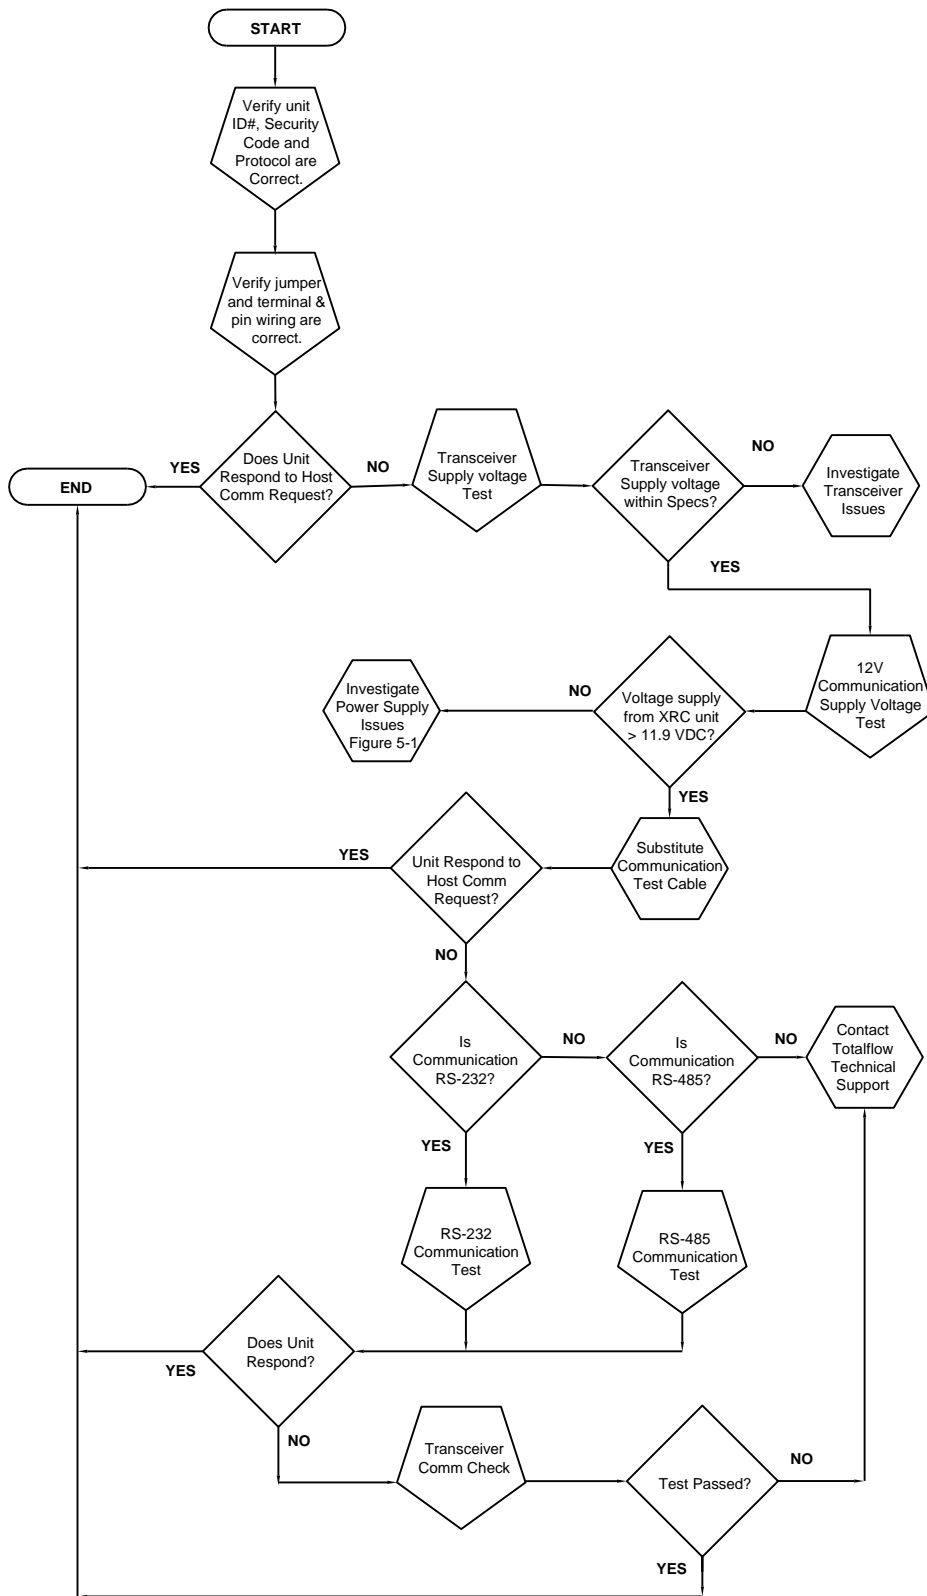 START
Verify unit
ID#, Security
Code and
Protocol are
Correct.
Verify jumper
and terminal &
pin wiring are
correct.
Does Unit
Respond to Host
Comm Request?
YES
END
NO
Transceiver
Supply voltage
Test
Transceiver
Supply voltage
within Specs?
NO
Investigate
Transceiver
Issues
YES
12V
Communication
Supply Voltage
Test
Voltage supply
from XRC unit
> 11.9 VDC?
NO
Investigate
Power Supply
Issues
Figure 5-1
YES
Substitute
Communication
Test Cable
Unit Respond to
Host Comm
Request?
YES
NO
Is
Communication
RS-232?
NO
Is
Communication
RS-485?
NO
Contact
Totalflow
Technical
Support
YES
YES
RS-232
Communication
Test
RS-485
Communication
Test
Does Unit
Respond?
YES
NO
Transceiver
Comm Check
Test Passed?
NO
YES